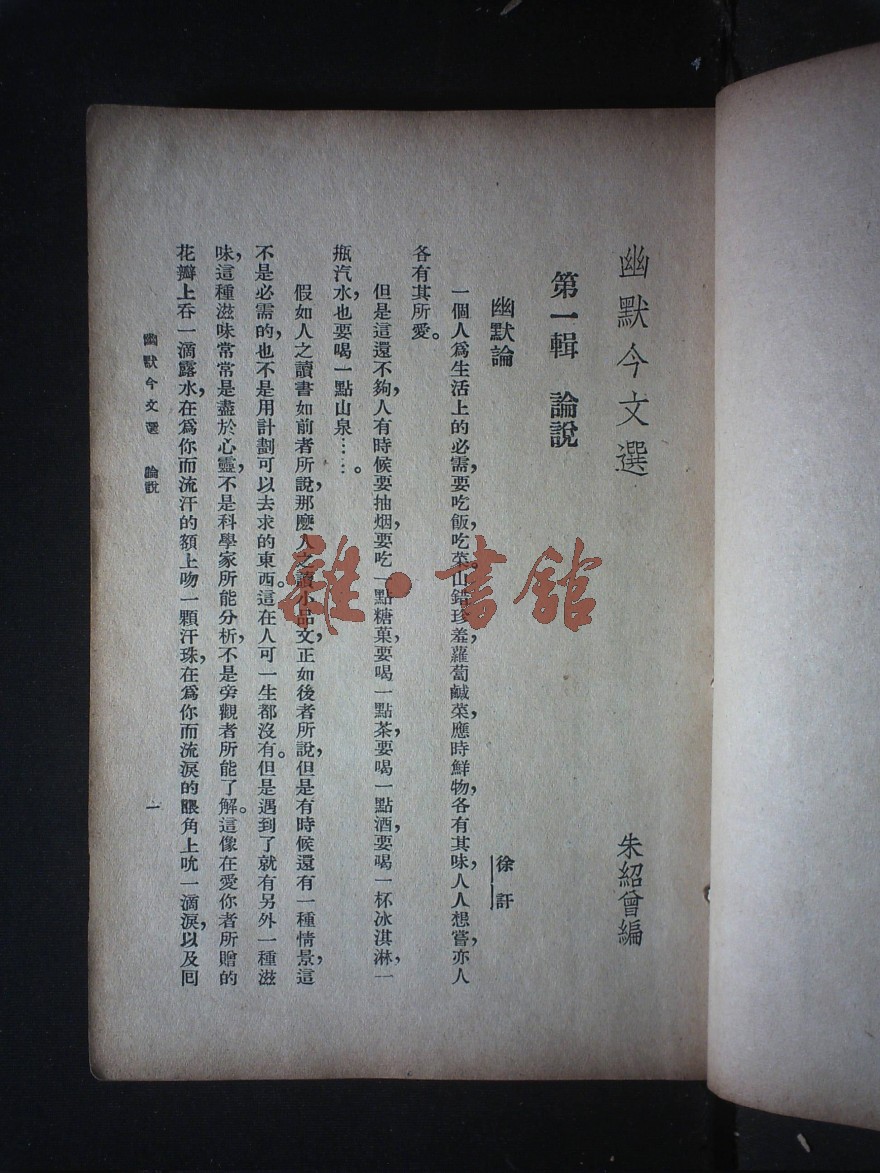 幽默今文選
朱紹曾編
第一輯　論說
幽默論
徐訏
一個人爲生活上的必需，要吃飯吃菜。山錯珍羞，蘿蔔鹹菜，應時鮮物，各有其味，人人想嘗，亦人
各有其所愛。
但是這還不夠，人有時候要抽烟，要吃一點糖菓，要喝一點茶，要喝一點酒，要喝一杯冰淇淋，一
瓶汽水，也要喝一點山泉……。
假如人之讀書如前者所說，那麼人之讀小品文，正如後者所說，但是有時候還有一種情景，這
不是必需的，也不是用計劃可以去求的東西。這在人可一生都沒有。但是遇到了就有另外一種滋
味，這種滋味常常是盡於心靈，不是科學家所能分析，不是旁觀者所能了解。這像在愛你者所贈的
花瓣上吞一滴露水，在爲你而流汗的額上吻一顆汗珠，在爲你而流淚的眼角上吮一滴淚，以及囘
幽默今文選　論說
一
雜·書館